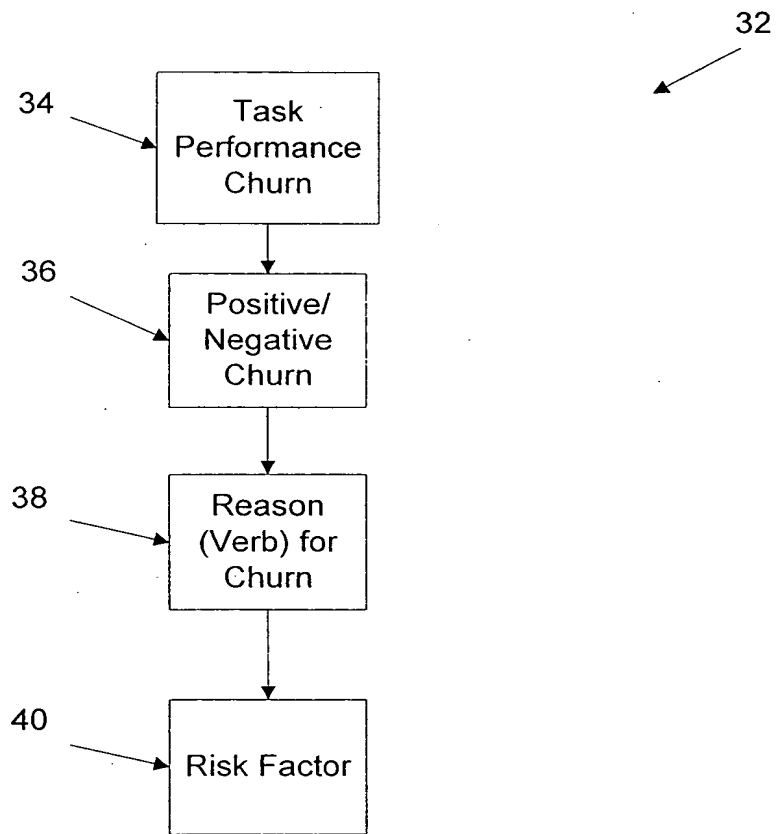 32
34
Task
Performance
Churn
36
Positive/
Negative
Churn
38
Reason
(Verb) for
Churn
40
Risk Factor